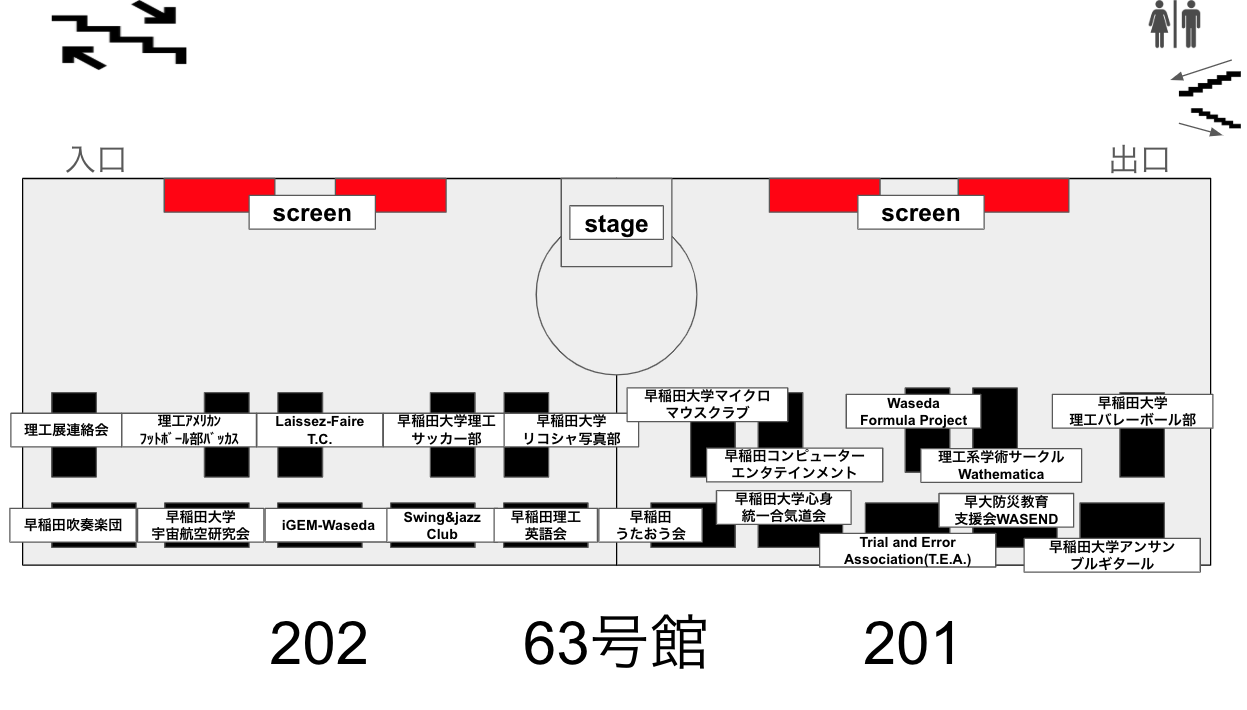 入口
出口
screen
stage
screen
理工展連絡会
理工ｱﾒﾘｶﾝ
ﾌｯﾄﾎﾞｰﾙ部ﾊﾞｯｶｽ
Laissez-Faire
T.C.
早稲田大学理工
サッカー部
早稲田大学
リコシャ写真部
早稲田大学マイクロ
マウスクラブ
早稲田コンピューター
エンタテインメント
Waseda
Formula Project
理工系学術サークル
Wathematica
早稲田大学
理工バレーボール部
早稲田吹奏楽団
早稲田大学
宇宙航空研究会
iGEM-Waseda
Swing&jazz
Club
早稲田理工
英語会
早稲田
うたおう会
早稲田大学心身
統一合気道会
Trial and Error
Association(T.E.A.)
早大防災教育
支援会WASEND
早稲田大学アンサン
ブルギタール
202
63号館
201